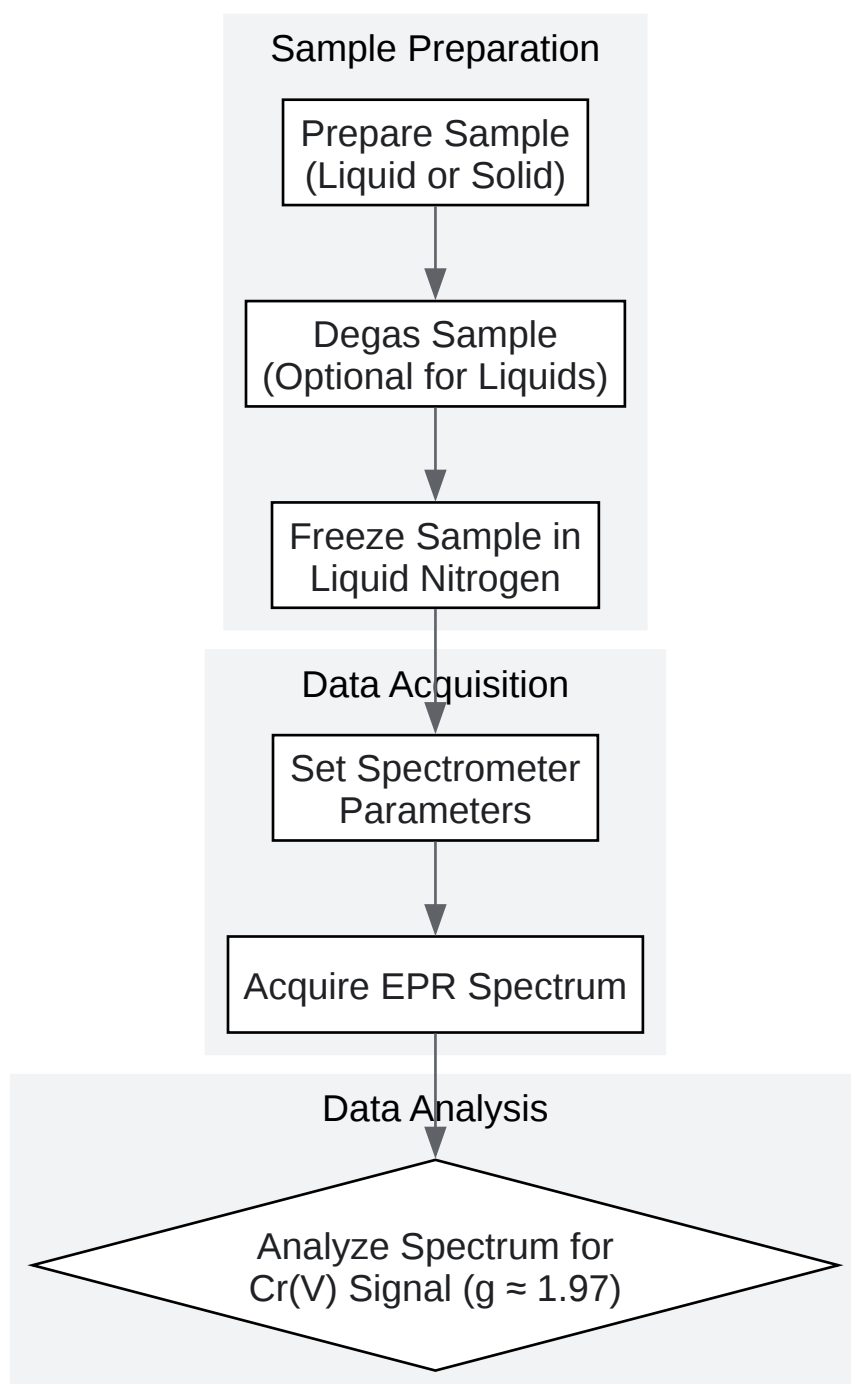 Sample Preparation
Prepare Sample
(Liquid or Solid)
Degas Sample
(Optional for Liquids)
Freeze Sample in
Liquid Nitrogen
Data Acquisition
Set Spectrometer
Parameters
Acquire EPR Spectrum
Data Analysis
Analyze Spectrum for
Cr(V) Signal (g ≈ 1.97)